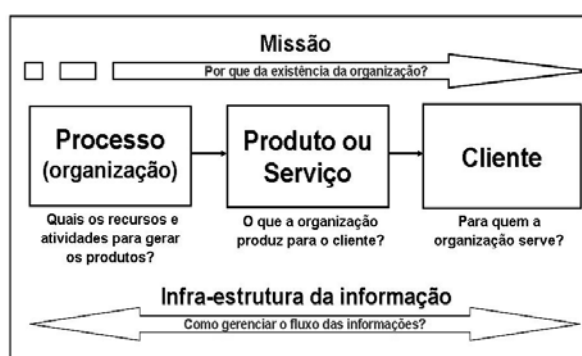 Missão
Por que da existência da organização?
Processo
(organização)
Produto ou
Serviço
Cliente
Quais os recursos e
atividades para gerar
os produtos?
O que a organização
produz para o cliente?
Para quem a
organização serve?
Infra-estrutura da informação
Como gerenciar o fluxo das informações?